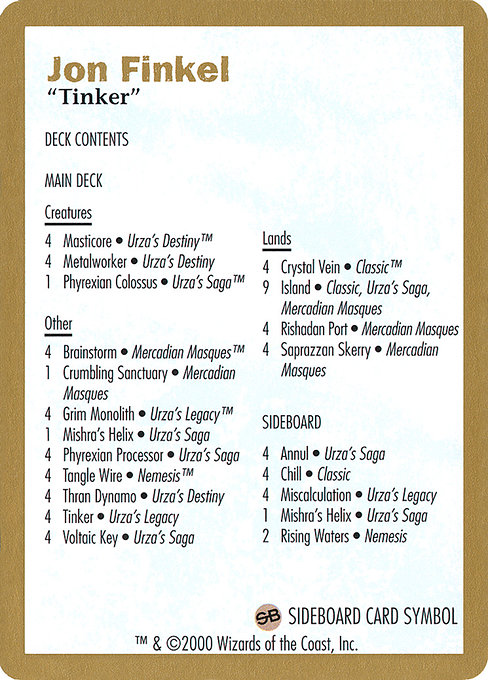 Jon Finkel
“Tinker”
DECK CONTENTS
MAIN DECK
Creatures
4 Masticore • Urza's Destiny™
4 Metalworker • Urza's Destiny
1 Phyrexian Colossus • Urza's Saga™
Other
4 Brainstorm • Mercadian Masques™
1 Crumbling Sanctuary • Mercadian
Masques
4 Grim Monolith • Urza's Legacy™
1 Mishra's Helix • Urza's Saga
4 Phyrexian Processor • Urza's Saga
4 Tangle Wire • Nemesis™
4 Thran Dynamo • Urza's Destiny
4 Tinker • Urza's Legacy
4 Voltaic Key • Urza's Saga
Lands
4 Crystal Vein • Classic™
9 Island • Classic, Urza's Saga,
Mercadian Masques
4 Rishadan Port • Mercadian Masques
4 Saprazzan Skerry • Mercadian
Masques
SIDEBOARD
4 Annul • Urza's Saga
4 Chill • Classic
4 Miscalculation • Urza's Legacy
1 Mishra's Helix • Urza's Saga
2 Rising Waters • Nemesis
SB SIDEBOARD CARD SYMBOL
™ & ©2000 Wizards of the Coast, Inc.